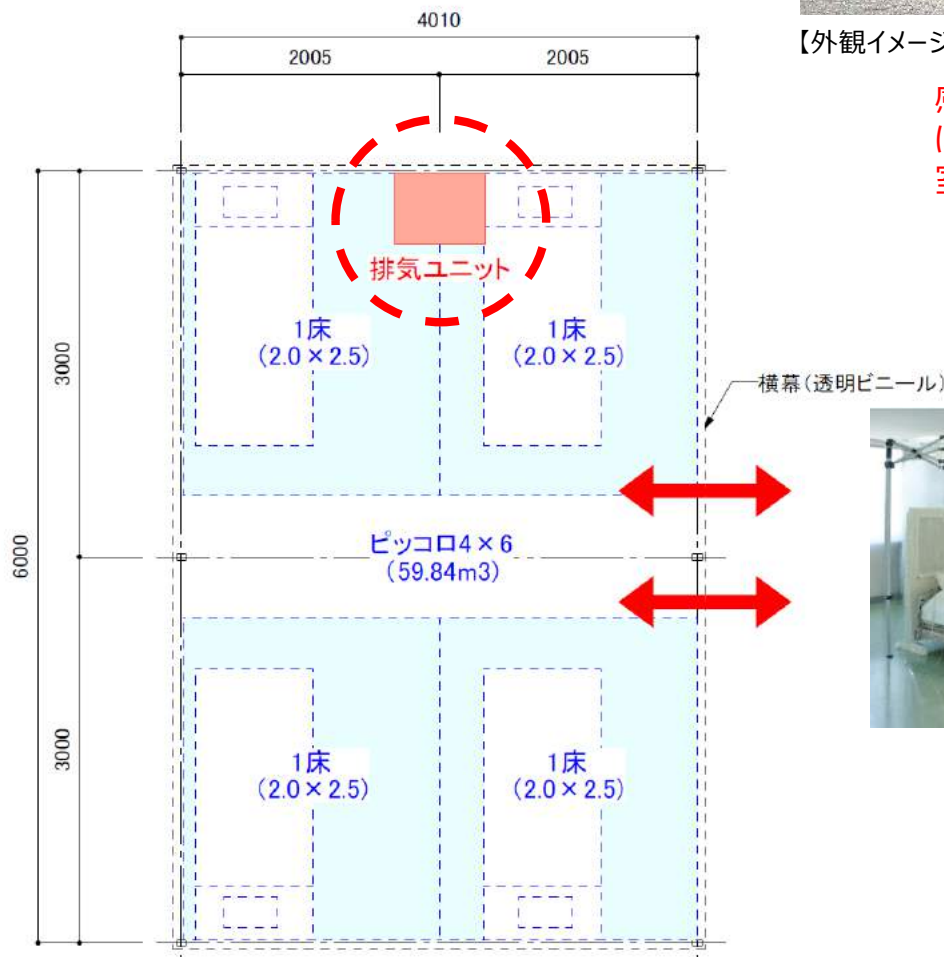 4010
2005
2005
【外観イメージ
排気ユニット
1床
(2.0×2.5)
1床
(2.0×2.5)
3000
横幕(透明ビニール)
6000
ピッコロ4×6
(59.84m3)
3000
1床
(2.0×2.5)
1床
(2.0×2.5)